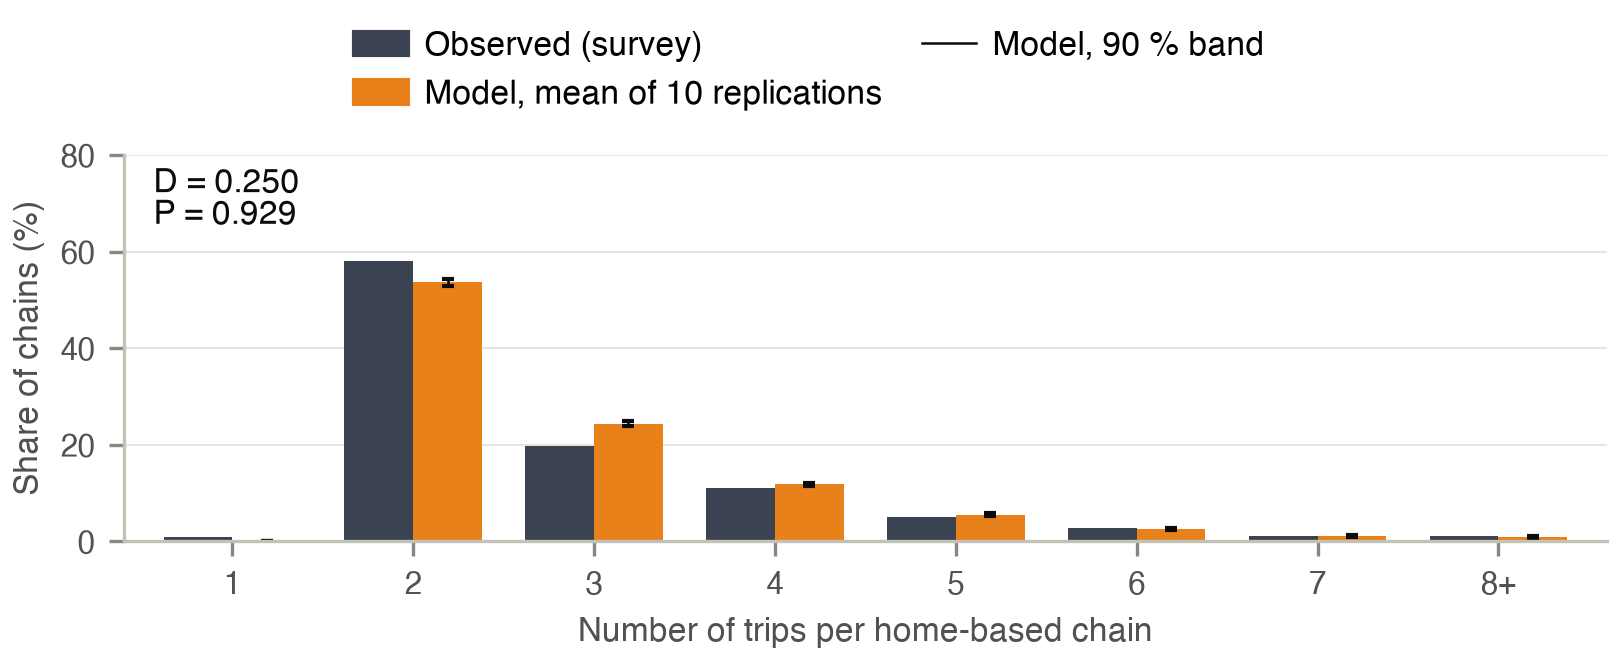 Observed (survey)
Model, mean of 10 replications
Model, 90 % band
D = 0.250
P = 0.929
Share of chains (%)
80
60
40
20
0
1 2 3 4 5 6 7 8+
Number of trips per home-based chain